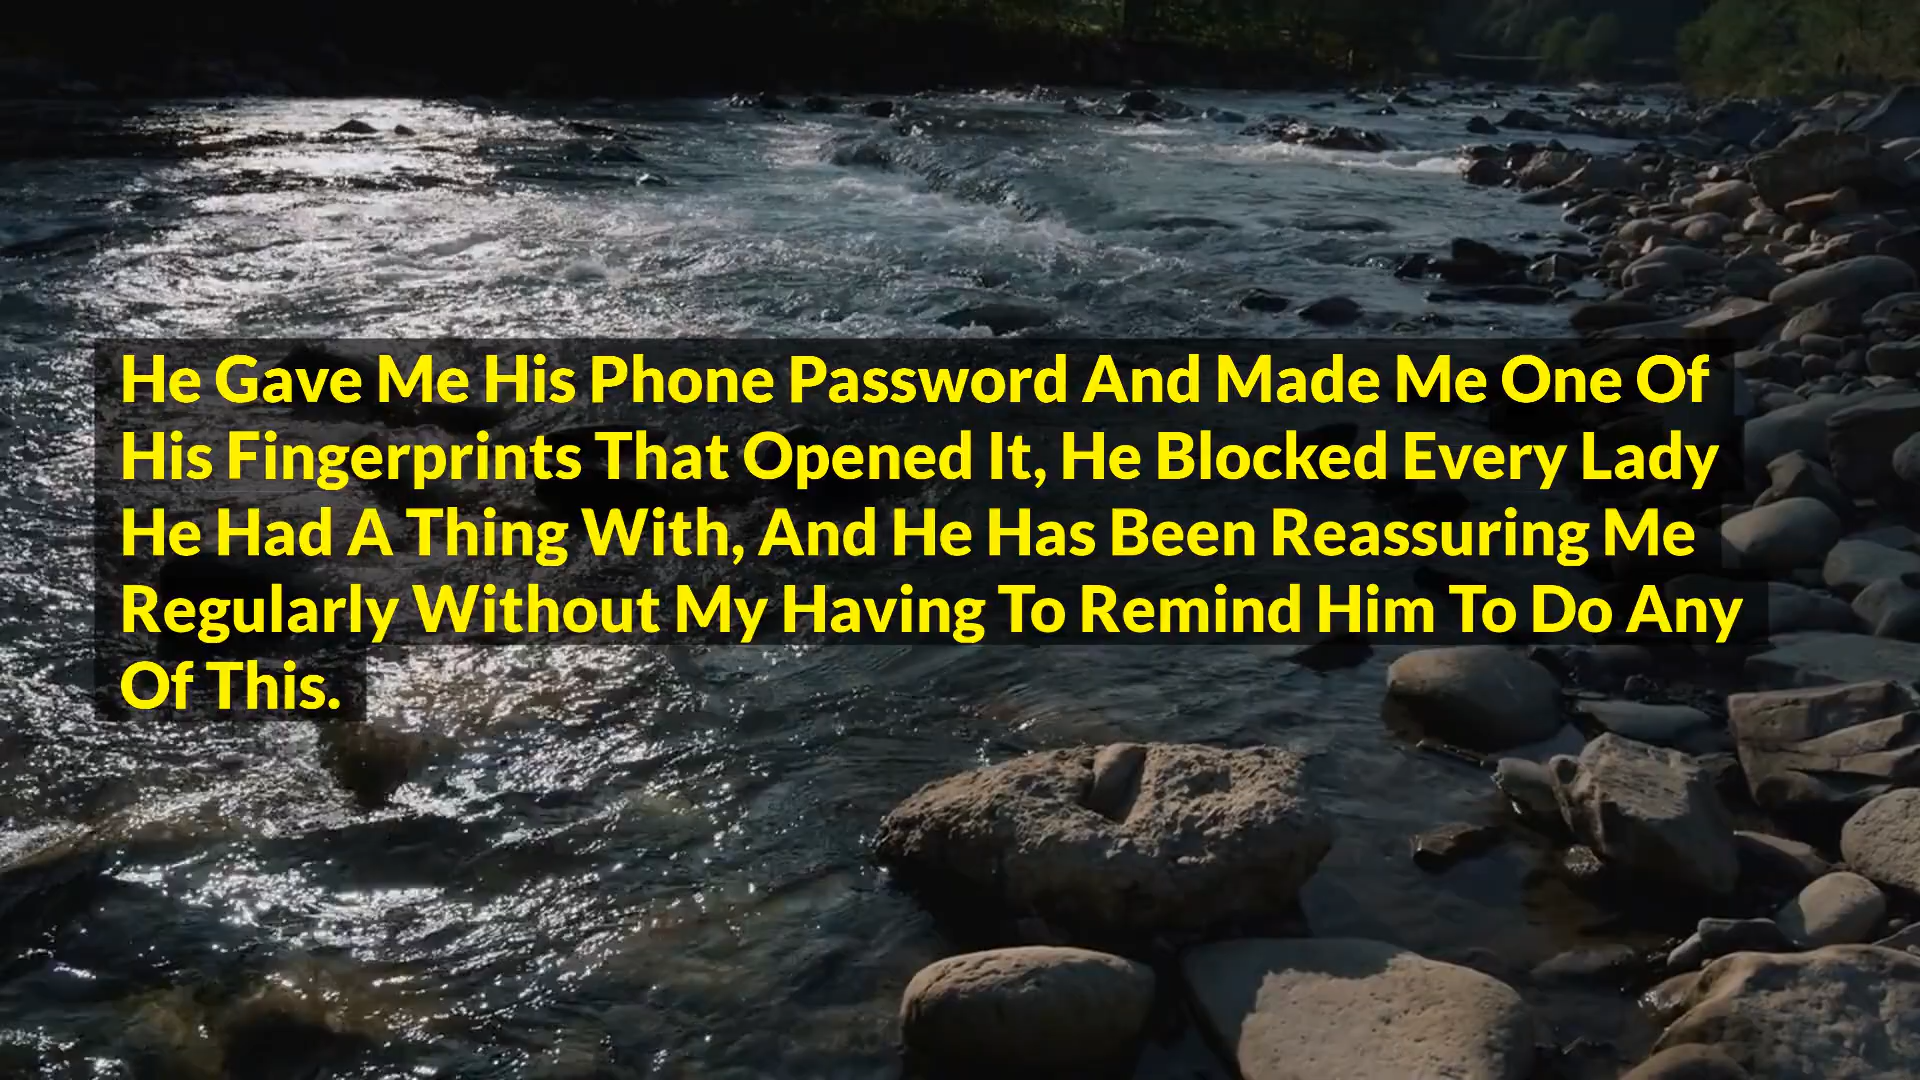 He Gave Me His Phone Password And Made Me One Of
His Fingerprints That Opened It, He Blocked Every Lady
He Had A Thing With, And He Has Been Reassuring Me
Regularly Without My Having To Remind Him To Do Any
Of This.